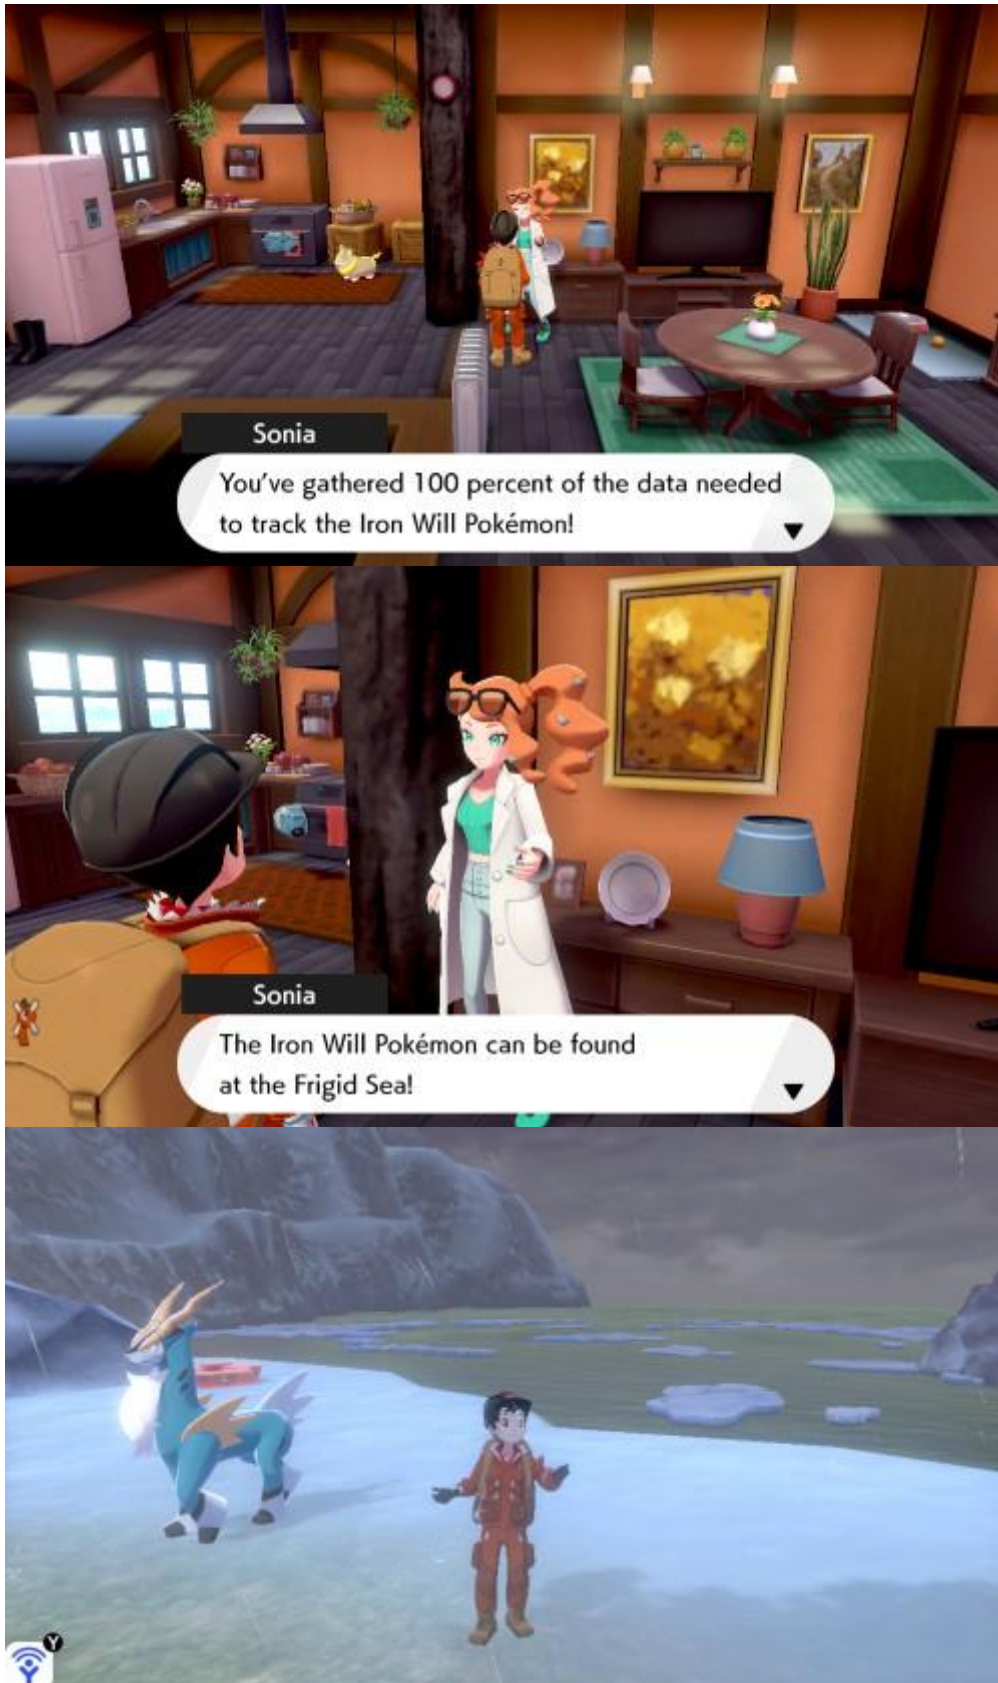 Sonia
You've gathered 100 percent of the data needed
to track the Iron Will Pokémon!
Sonia
The Iron Will Pokémon can be found
at the Frigid Sea!
Y